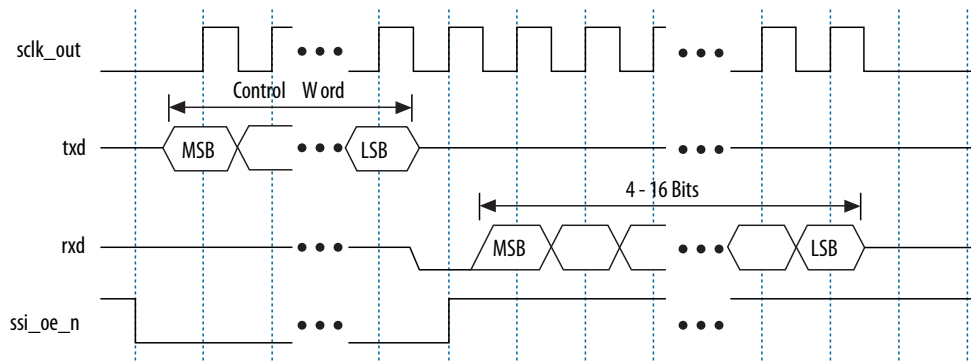 sclk_out
Control W ord
txd
MSB
LSB
4 - 16 Bits
rxd
MSB
LSB
ssi_oe_n